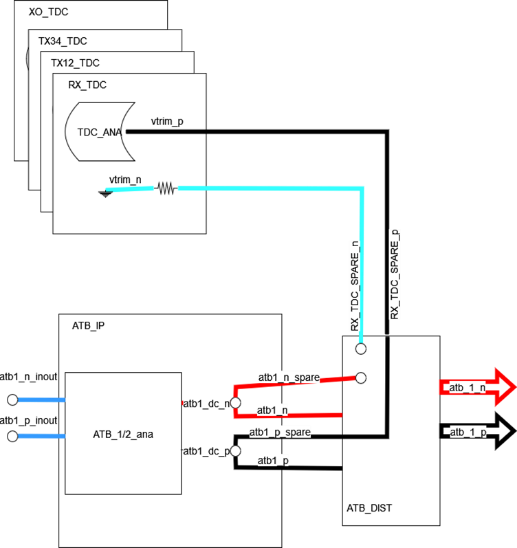 XO_TDC
TX34_TDC
TX12_TDC
RX_TDC
TDC_ANA
vtrim_p
vtrim_n
RX_TDC_SPARE_n
RX_TDC_SPARE_p
ATB_IP
atb1_n_inout
atb1_p_inout
ATB_1/2_ana
atb1_dc_n
atb1_dc_p
atb1_n_spare
atb1_n
atb1_p_spare
atb1_p
ATB_DIST
atb_1_n
atb_1_p